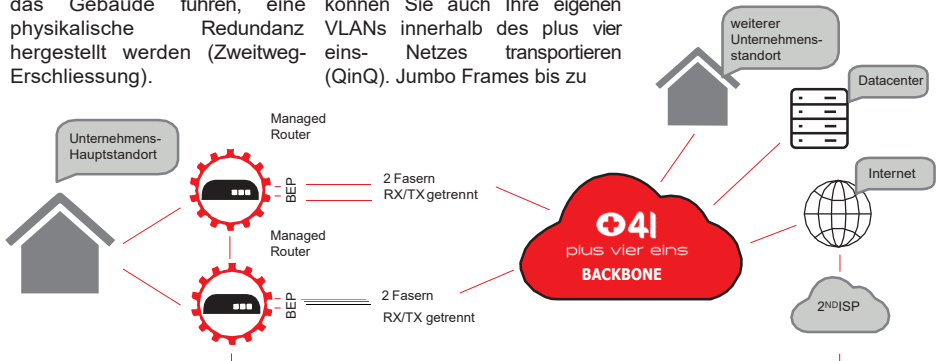 das Gebäude führen, eine
physikalische Redundanz
hergestellt werden (Zweitweg-
Erschliessung).
können Sie auch Ihre eigenen
VLANs innerhalb des plus vier
eins- Netzes transportieren
(QinQ). Jumbo Frames bis zu
weiterer
Unternehmens-
standort
Datacenter
Internet
2NDISP
Unternehmens-
Hauptstandort
Managed
Router
BEP
2 Fasern
RX/TX getrennt
Managed
Router
BEP
2 Fasern
RX/TX getrennt
+41
plus vier eins
BACKBONE